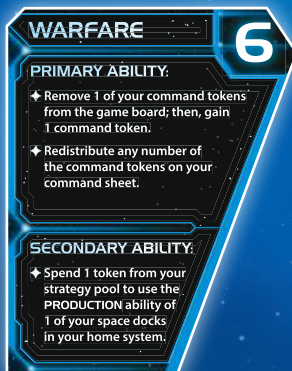 WARFARE
6
PRIMARY ABILITY:
✦ Remove 1 of your command tokens
from the game board; then, gain
1 command token.
✦ Redistribute any number of
the command tokens on your
command sheet.
SECONDARY ABILITY:
✦ Spend 1 token from your
strategy pool to use the
PRODUCTION ability of
1 of your space docks
in your home system.